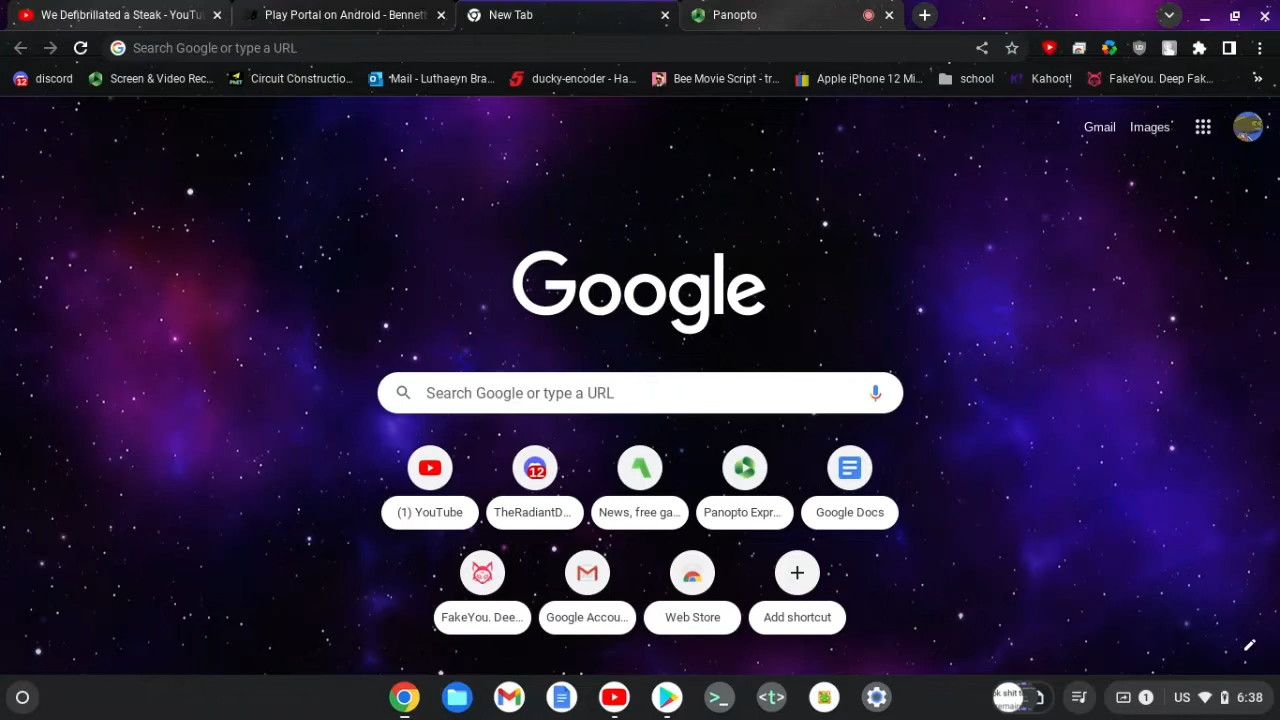 We Defibrillated a Steak - YouTu
Play Portal on Android - Bennett
New Tab
Panopto
Search Google or type a URL
discord
Screen & Video Rec...
Circuit Constructio...
Mail - Luthaeyn Bra...
ducky-encoder - Ha...
Bee Movie Script - tr...
Apple iPhone 12 Mi...
school
Kahoot!
FakeYou. Deep Fak...
Gmail
Images
Google
Search Google or type a URL
12
(1) YouTube
TheRadiantD...
News, free ga...
Panopto Expr...
Google Docs
FakeYou. Dee...
Google Accou...
Web Store
Add shortcut
1
US
6:38